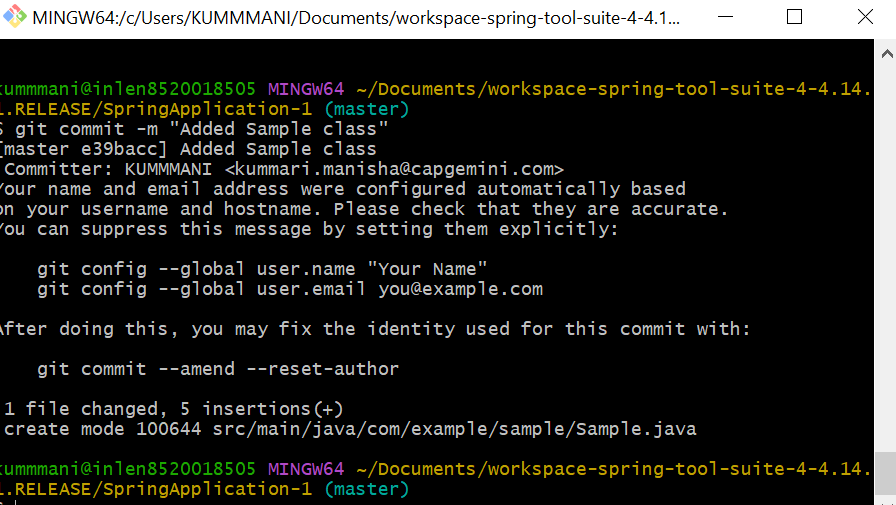 MINGW64:/c/Users/KUMMMANI/Documents/workspace-spring-tool-suite-4-4.1...
kummmani@inlen8520018505 MINGW64 ~/Documents/workspace-spring-tool-suite-4-4.14.
1.RELEASE/SpringApplication-1 (master)
$ git commit -m "Added Sample class"
[master e39bacc] Added Sample class
Committer: KUMMMANI <kummari.manisha@capgemini.com>
Your name and email address were configured automatically based
on your username and hostname. Please check that they are accurate.
You can suppress this message by setting them explicitly:
git config --global user.name "Your Name"
git config --global user.email you@example.com
After doing this, you may fix the identity used for this commit with:
git commit --amend --reset-author
1 file changed, 5 insertions(+)
create mode 100644 src/main/java/com/example/sample/Sample.java
kummmani@inlen8520018505 MINGW64 ~/Documents/workspace-spring-tool-suite-4-4.14.
1.RELEASE/SpringApplication-1 (master)